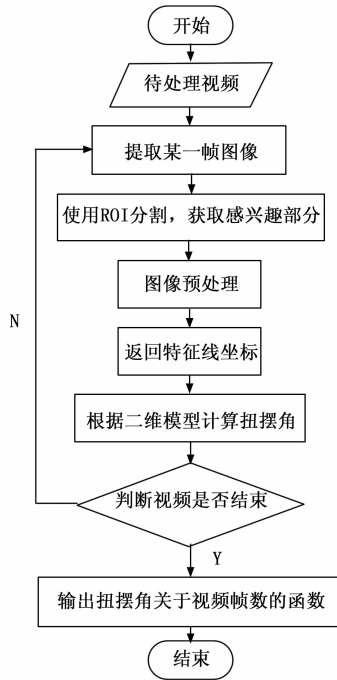 开始
待处理视频
提取某一帧图像
使用ROI分割，获取感兴趣部分
图像预处理
返回特征线坐标
N
根据二维模型计算扭摆角
判断视频是否结束
Y
输出扭摆角关于视频帧数的函数
结束